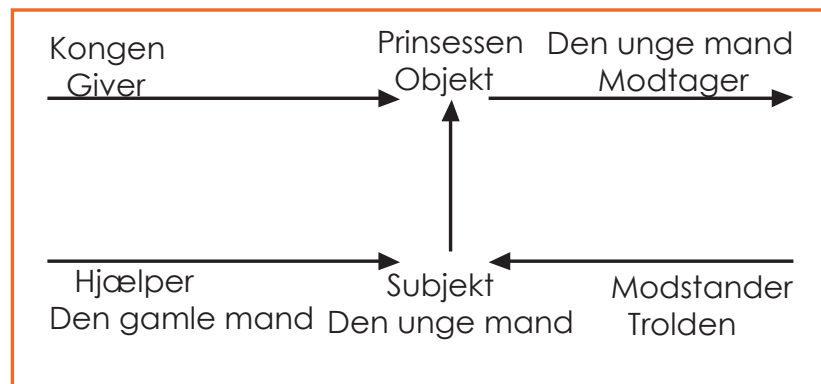 Kongen
Giver
Prinsessen
Objekt
Den unge mand
Modtager
Hjælper
Den gamle mand
Subjekt
Den unge mand
Modstander
Trolden